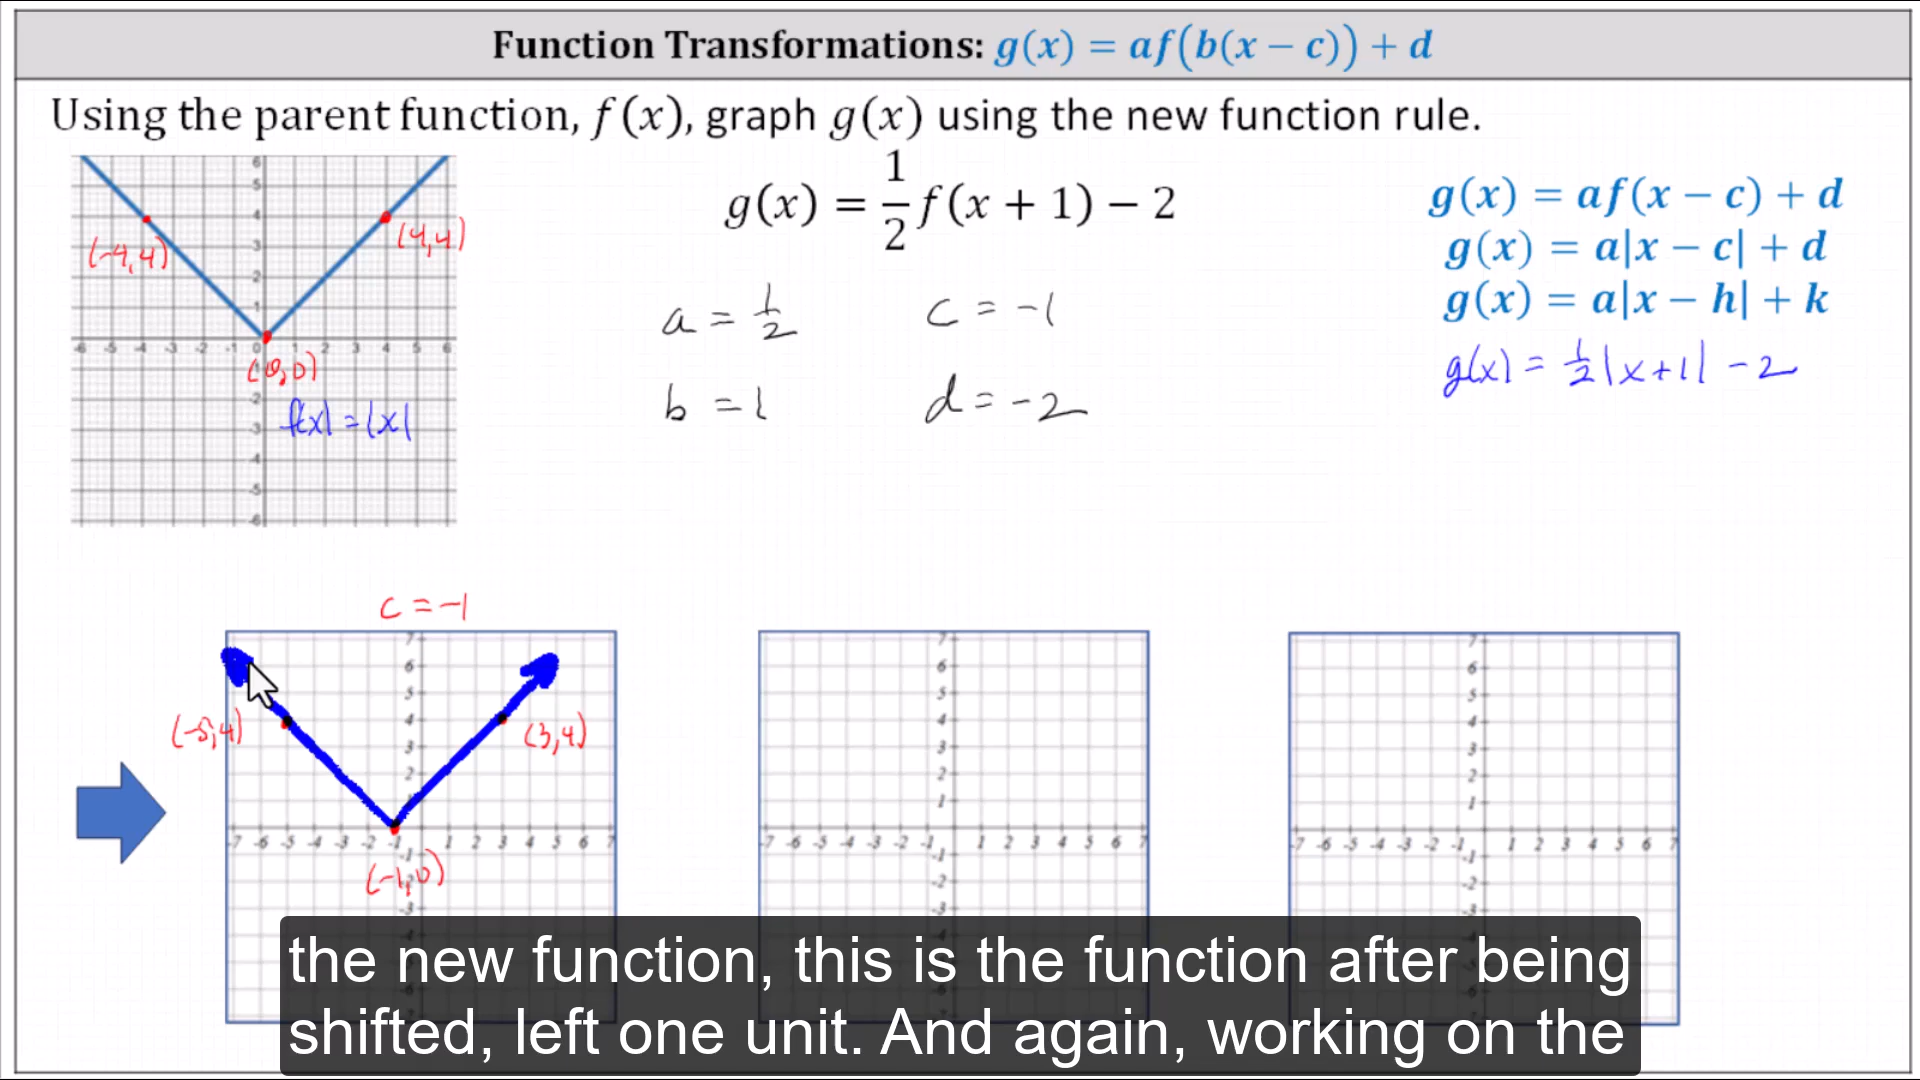 Function Transformations: g(x) = af(b(x − c)) + d
Using the parent function, f(x), graph g(x) using the new function rule.
g(x) = 1/2 f(x + 1) − 2
g(x) = af(x − c) + d
g(x) = a|x − c| + d
g(x) = a|x − h| + k
g(x) = 1/2 |x+1| − 2
(-4,4)
(4,4)
(0,0)
f(x) = |x|
a = 1/2
c = -1
b = 1
d = -2
c = -1
(-5,4)
(3,4)
(-1,0)
the new function, this is the function after being
shifted, left one unit. And again, working on the